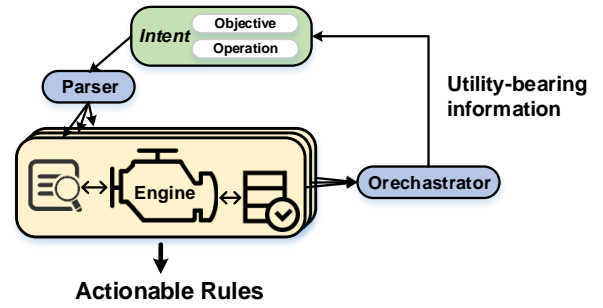 Objective
Intent
Operation
Parser
Utility-bearing
information
Engine
Orechastrator
Actionable Rules